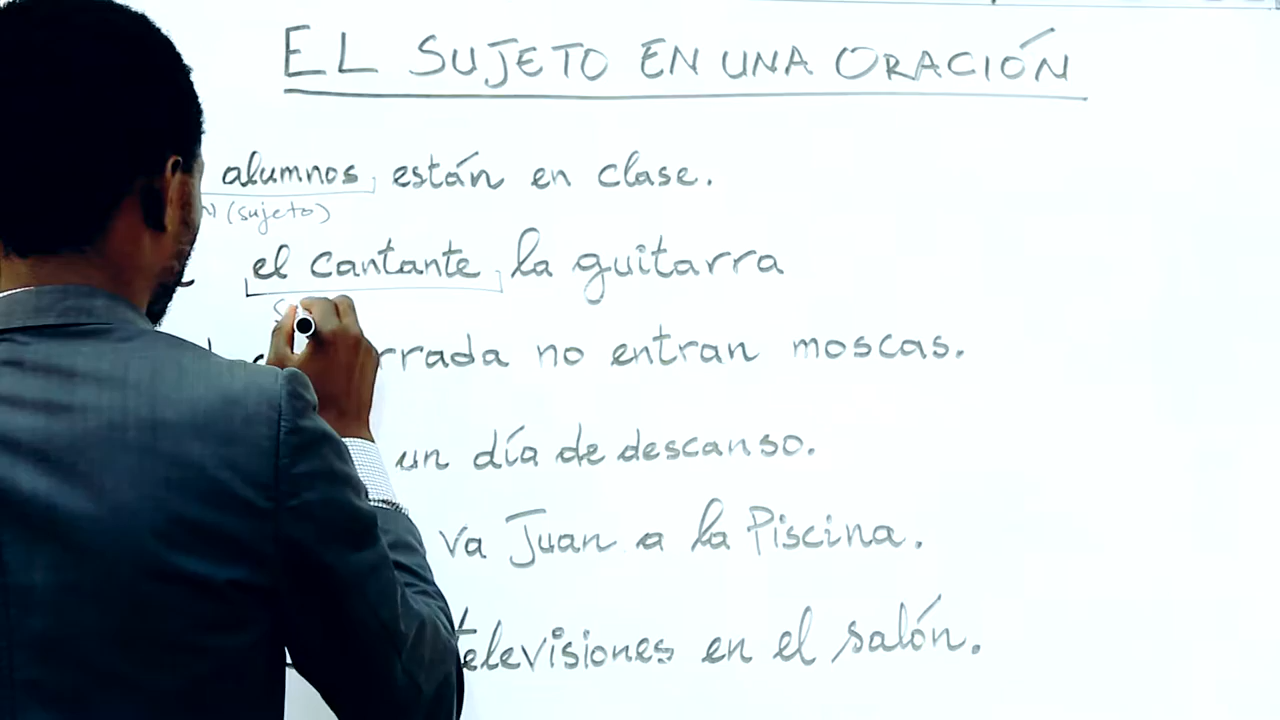 EL SUJETO EN UNA ORACIÓN
alumnos están en clase.
(sujeto)
el cantante la guitarra
no entran moscas.
un día de descanso.
va Juan a la Piscina.
televisiones en el salón.